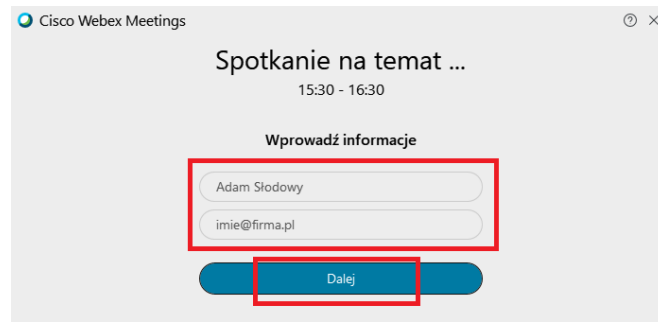 Cisco Webex Meetings
Spotkanie na temat ...
15:30 - 16:30
Wprowadź informacje
Adam Słodowy
imie@firma.pl
Dalej